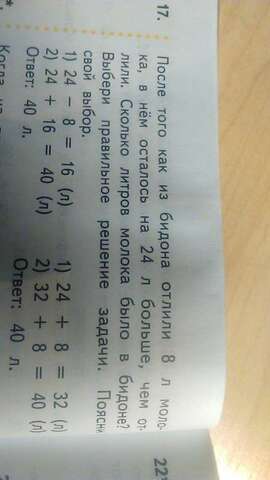 17. После того как из бидона отлили 8 л моло-
ка, в нём осталось на 24 л больше, чем от-
лили. Сколько литров молока было в бидоне?
Выбери правильное решение задачи. Поясни
свой выбор.
1) 24 − 8 = 16 (л)
2) 24 + 16 = 40 (л)
Ответ: 40 л.
1) 24 + 8 = 32 (л)
2) 32 + 8 = 40 (л)
Ответ: 40 л.
22